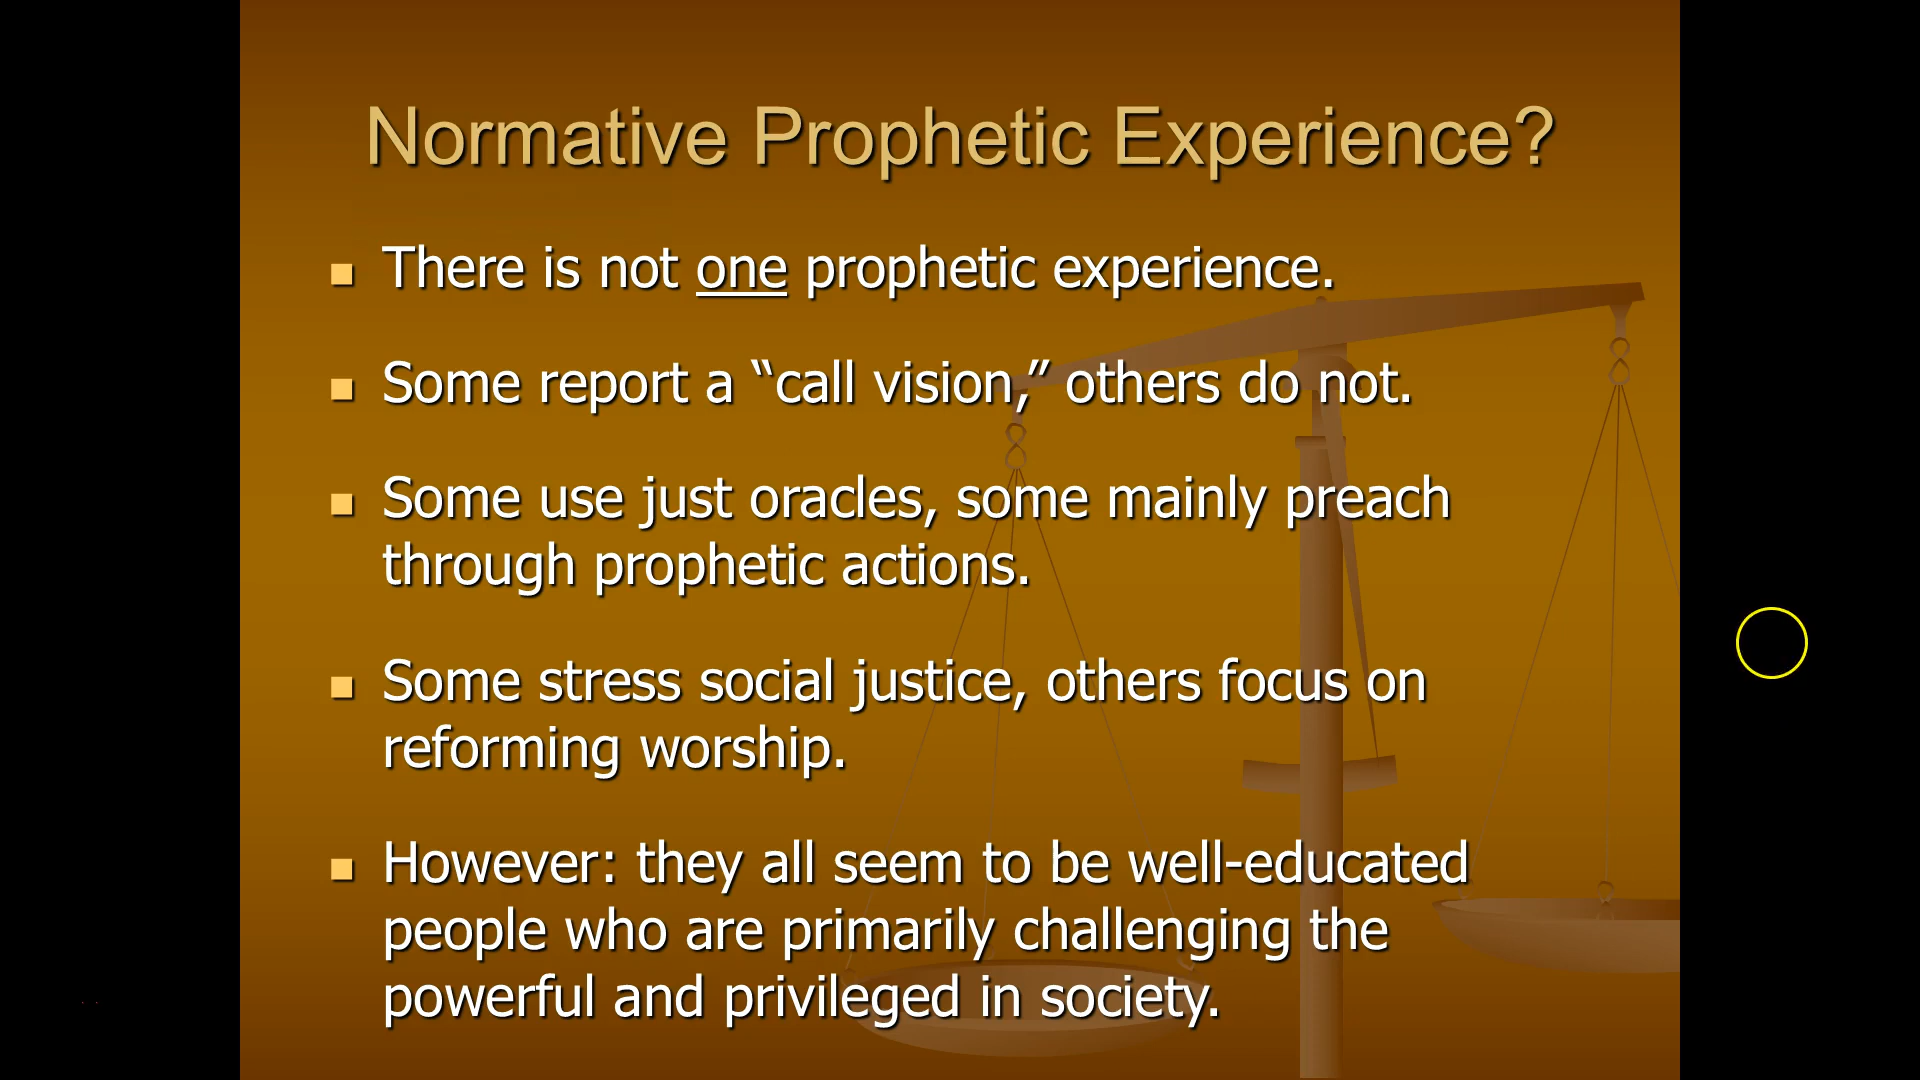 Normative Prophetic Experience?
There is not one prophetic experience.
Some report a “call vision,” others do not.
Some use just oracles, some mainly preach
through prophetic actions.
Some stress social justice, others focus on
reforming worship.
However: they all seem to be well-educated
people who are primarily challenging the
powerful and privileged in society.